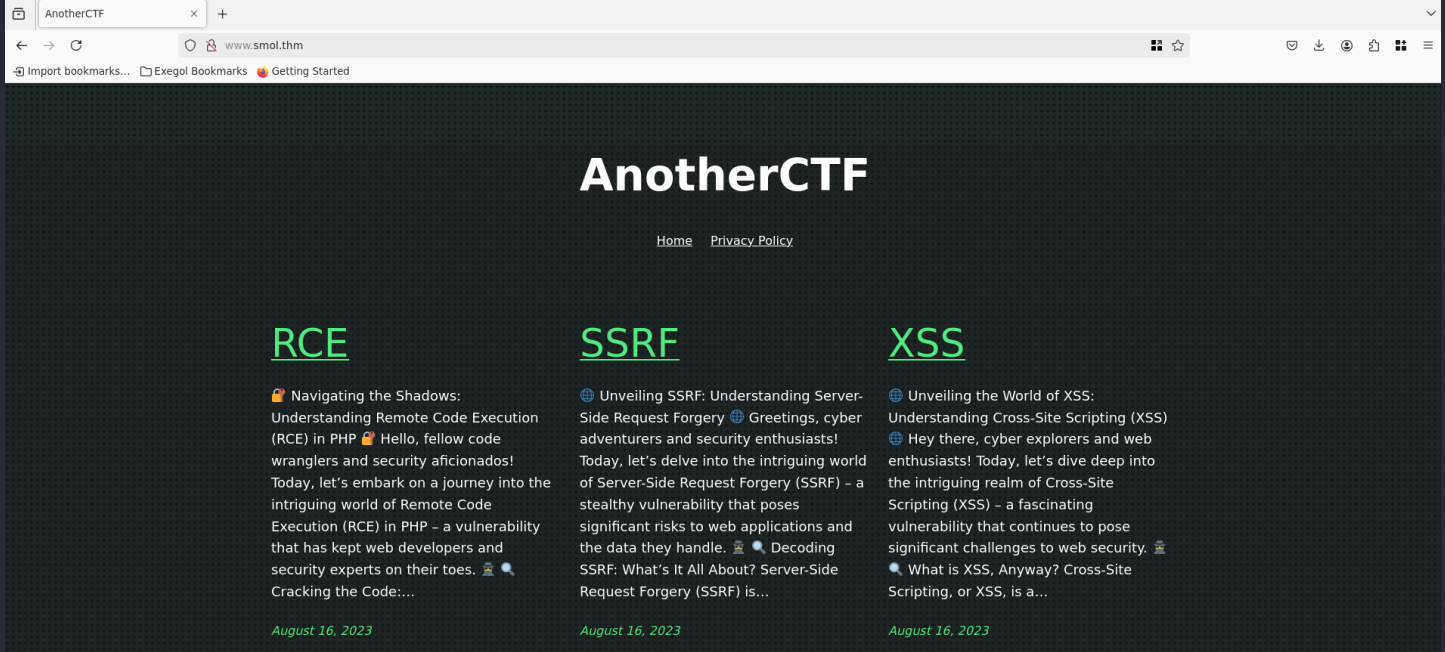 AnotherCTF
www.smol.thm
Import bookmarks...
Exegol Bookmarks
Getting Started
AnotherCTF
Home
Privacy Policy
RCE
🔐 Navigating the Shadows:
Understanding Remote Code Execution
(RCE) in PHP 🔐 Hello, fellow code
wranglers and security aficionados!
Today, let’s embark on a journey into the
intriguing world of Remote Code
Execution (RCE) in PHP – a vulnerability
that has kept web developers and
security experts on their toes. 🕵️ 🔍
Cracking the Code:…
August 16, 2023
SSRF
🌐 Unveiling SSRF: Understanding Server-
Side Request Forgery 🌐 Greetings, cyber
adventurers and security enthusiasts!
Today, let’s delve into the intriguing world
of Server-Side Request Forgery (SSRF) – a
stealthy vulnerability that poses
significant risks to web applications and
the data they handle. 🕵️ 🔍 Decoding
SSRF: What’s It All About? Server-Side
Request Forgery (SSRF) is…
August 16, 2023
XSS
🌐 Unveiling the World of XSS:
Understanding Cross-Site Scripting (XSS)
🌐 Hey there, cyber explorers and web
enthusiasts! Today, let’s dive deep into
the intriguing realm of Cross-Site
Scripting (XSS) – a fascinating
vulnerability that continues to pose
significant challenges to web security. 🕵️
🔍 What is XSS, Anyway? Cross-Site
Scripting, or XSS, is a…
August 16, 2023